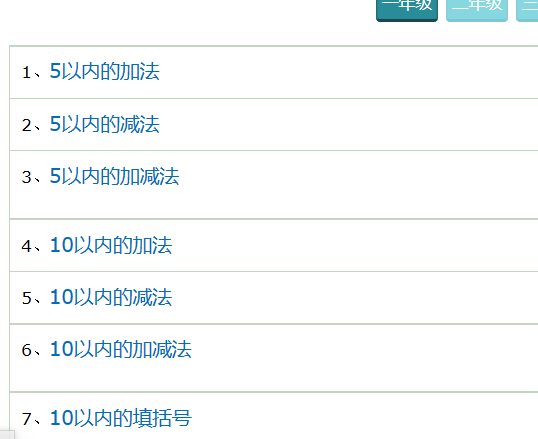 一年级 二年级 三
1、5以内的加法
2、5以内的减法
3、5以内的加减法
4、10以内的加法
5、10以内的减法
6、10以内的加减法
7、10以内的填括号